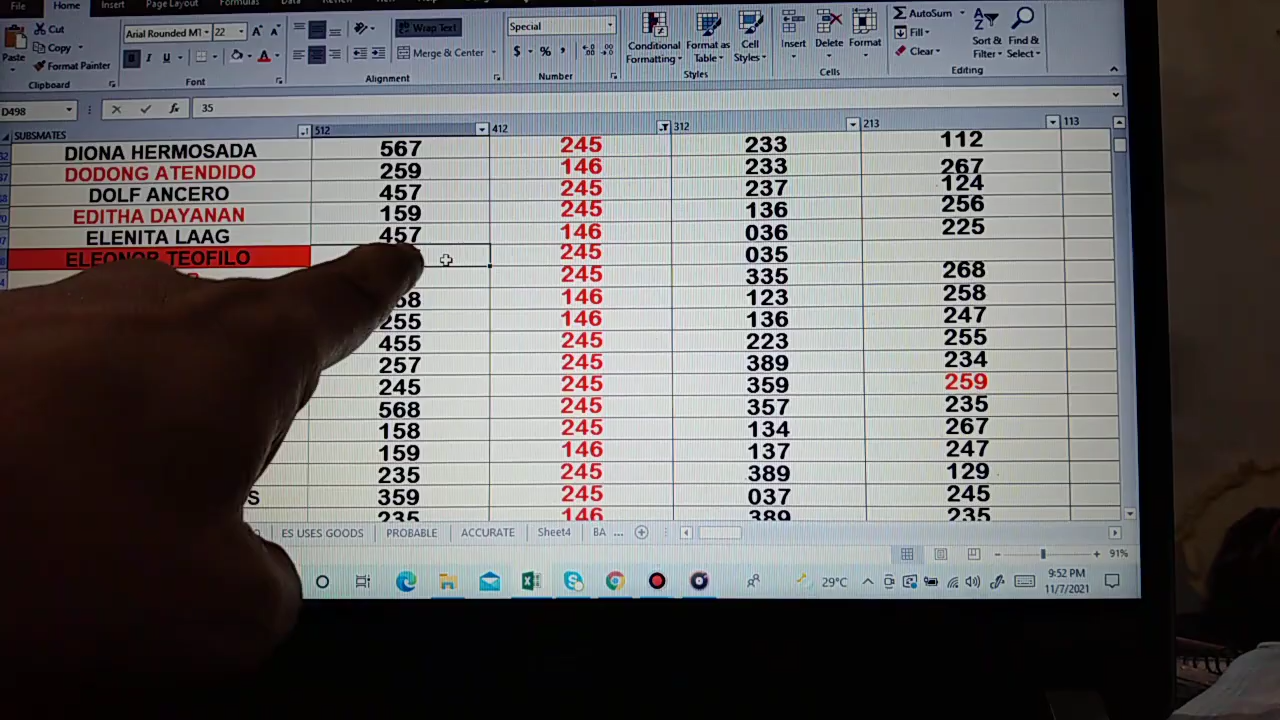 File Home Insert Page Layout Formulas Data
Cut
Copy
Format Painter
Paste
Clipboard
Arial Rounded MT 22
B I U
Font
Wrap Text
Merge & Center
Alignment
Special
$ % ,
Number
Conditional Formatting
Format as Table
Cell Styles
Styles
Insert Delete Format
Cells
AutoSum
Fill
Clear
Sort & Filter
Find & Select
Editing
D498 fx 35
SUBSMATES 512 412 312 213 113
DIONA HERMOSADA 567 245 233 112
DODONG ATENDIDO 259 146 233 267
DOLF ANCERO 457 245 237 124
EDITHA DAYANAN 159 245 136 256
ELENITA LAAG 457 146 036 225
ELEONOR TEOFILO 245 035
245 335 268
146 123 258
255 146 136 247
455 245 223 255
257 245 389 234
245 245 359 259
568 245 357 235
158 245 134 267
159 146 137 247
235 245 389 129
S 359 245 037 245
235 146 389 235
ES USES GOODS PROBABLE ACCURATE Sheet4 BA ...
91%
29°C
9:52 PM
11/7/2021